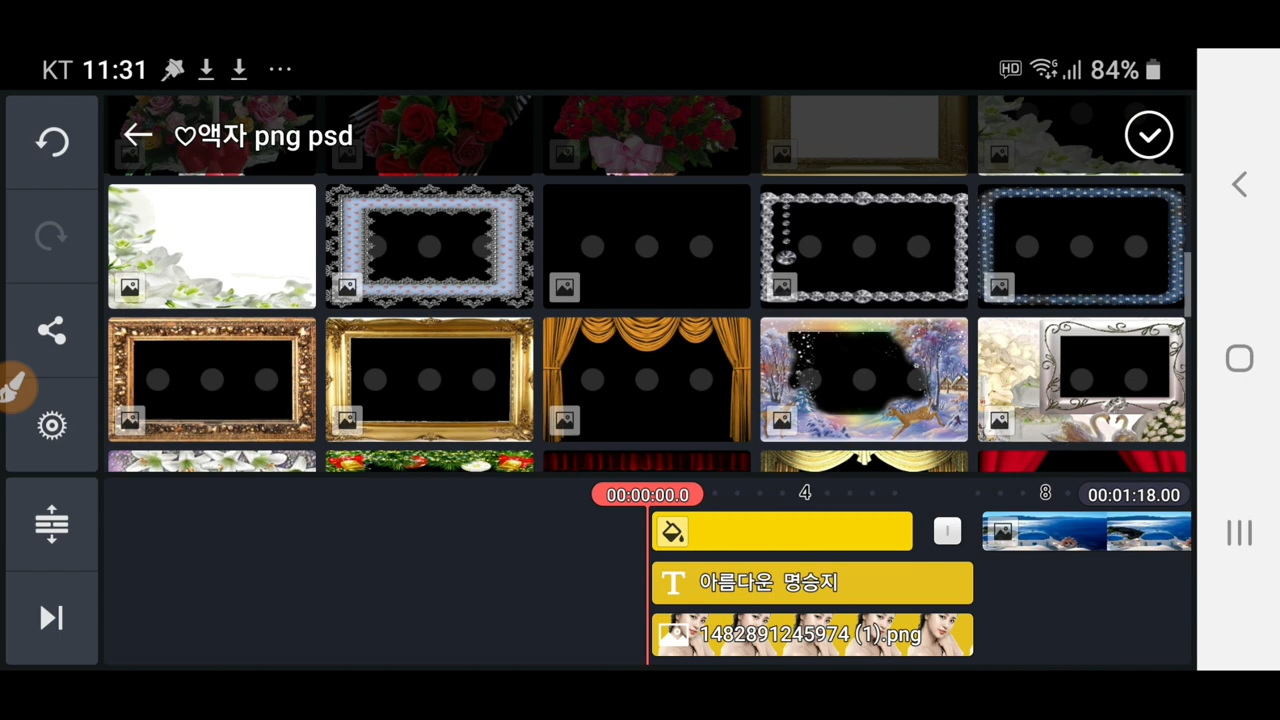 KT 11:31
HD 6 84%
♡액자 png psd
00:00:00.0 4 8 00:01:18.00
T 아름다운 명승지
1482891245974 (1).png